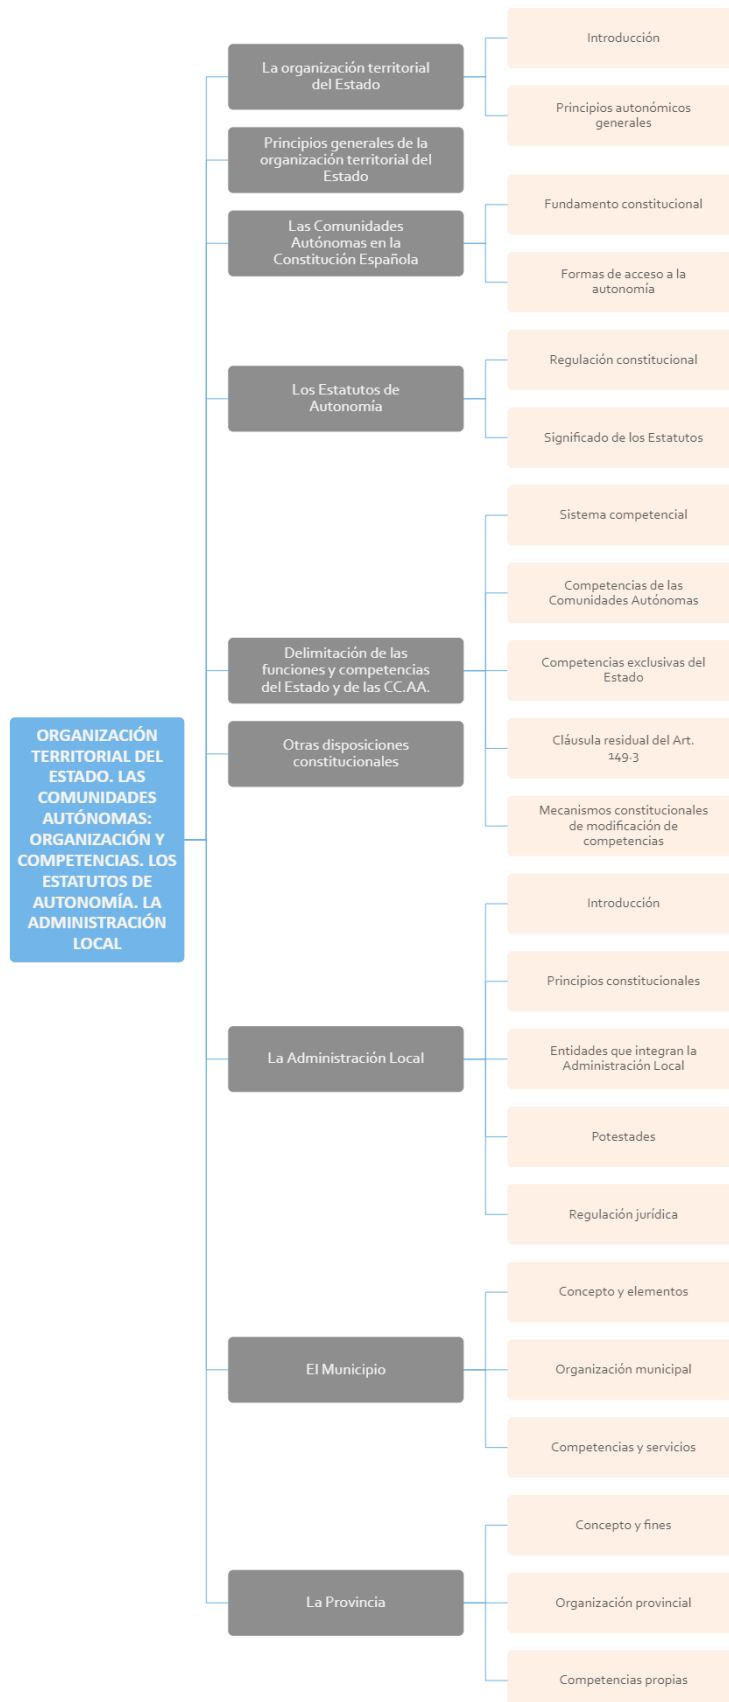 ORGANIZACIÓN
TERRITORIAL DEL
ESTADO. LAS
COMUNIDADES
AUTÓNOMAS:
ORGANIZACIÓN Y
COMPETENCIAS. LOS
ESTATUTOS DE
AUTONOMÍA. LA
ADMINISTRACIÓN
LOCAL
La organización territorial
del Estado
Introducción
Principios autonómicos
generales
Principios generales de la
organización territorial del
Estado
Las Comunidades
Autónomas en la
Constitución Española
Fundamento constitucional
Formas de acceso a la
autonomía
Los Estatutos de
Autonomía
Regulación constitucional
Significado de los Estatutos
Delimitación de las
funciones y competencias
del Estado y de las CC.AA.
Sistema competencial
Competencias de las
Comunidades Autónomas
Competencias exclusivas del
Estado
Cláusula residual del Art.
149.3
Mecanismos constitucionales
de modificación de
competencias
Otras disposiciones
constitucionales
La Administración Local
Introducción
Principios constitucionales
Entidades que integran la
Administración Local
Potestades
Regulación jurídica
El Municipio
Concepto y elementos
Organización municipal
Competencias y servicios
La Provincia
Concepto y fines
Organización provincial
Competencias propias